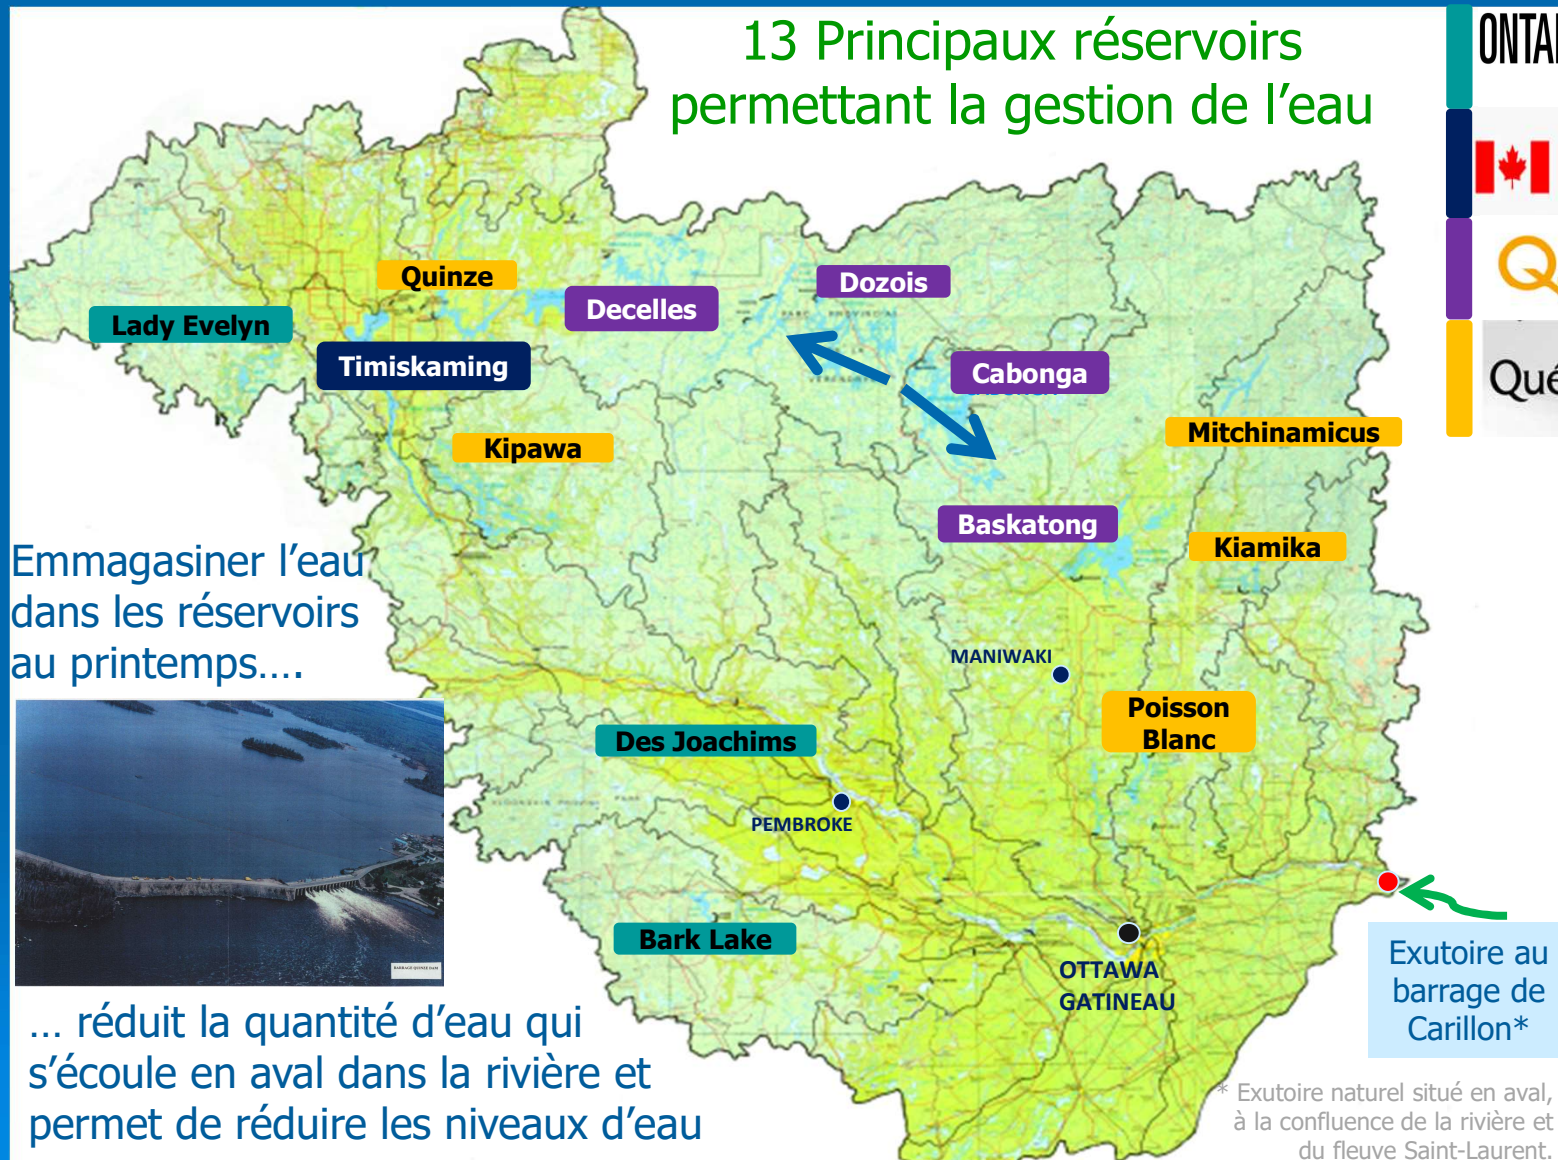 13 Principaux réservoirs
permettant la gestion de l'eau
ONTA
Q
Qué
Quinze
Dozois
Decelles
Lady Evelyn
Timiskaming
Cabonga
Mitchinamicus
Kipawa
Baskatong
Kiamika
Emmagasiner l'eau
dans les réservoirs
au printemps….
MANIWAKI
Poisson
Blanc
Des Joachims
PEMBROKE
Bark Lake
OTTAWA
GATINEAU
Exutoire au
barrage de
Carillon*
… réduit la quantité d'eau qui
s'écoule en aval dans la rivière et
permet de réduire les niveaux d'eau
* Exutoire naturel situé en aval,
à la confluence de la rivière et
du fleuve Saint-Laurent.